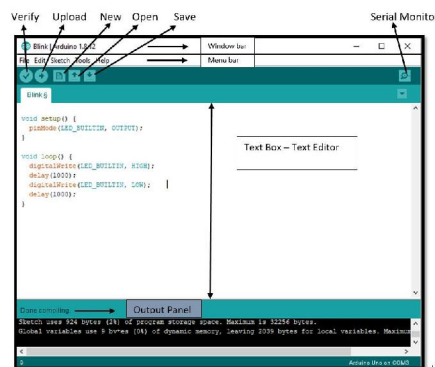 Verify Upload New Open Save Serial Monito
Blink | Arduino 1.8.12 Window bar
File Edit Sketch Tools Help Menu bar
Blink §
void setup() {
pinMode(LED_BUILTIN, OUTPUT);
}
void loop() {
digitalWrite(LED_BUILTIN, HIGH);
delay(1000);
digitalWrite(LED_BUILTIN, LOW);
delay(1000);
}
Text Box – Text Editor
Done compiling. Output Panel
Sketch uses 924 bytes (2%) of program storage space. Maximum is 32256 bytes.
Global variables use 9 bytes (0%) of dynamic memory, leaving 2039 bytes for local variables. Maximum
9 Arduino Uno on COM3